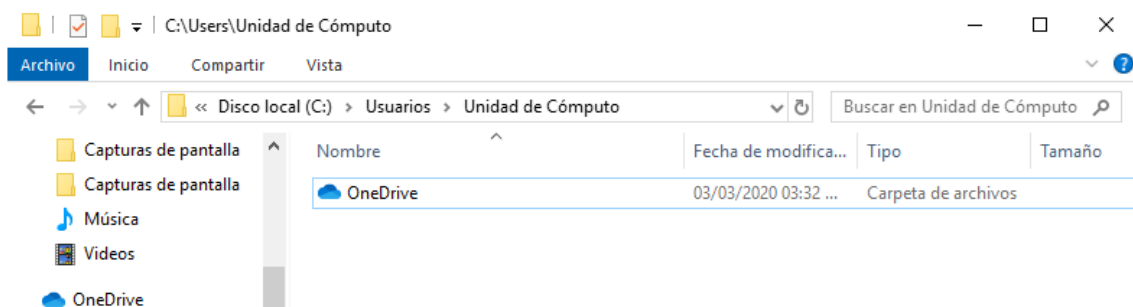 C:\Users\Unidad de Cómputo
Archivo Inicio Compartir Vista
« Disco local (C:) > Usuarios > Unidad de Cómputo Buscar en Unidad de Cómputo
Capturas de pantalla Nombre Fecha de modifica... Tipo Tamaño
Capturas de pantalla OneDrive 03/03/2020 03:32 ... Carpeta de archivos
Música
Videos
OneDrive